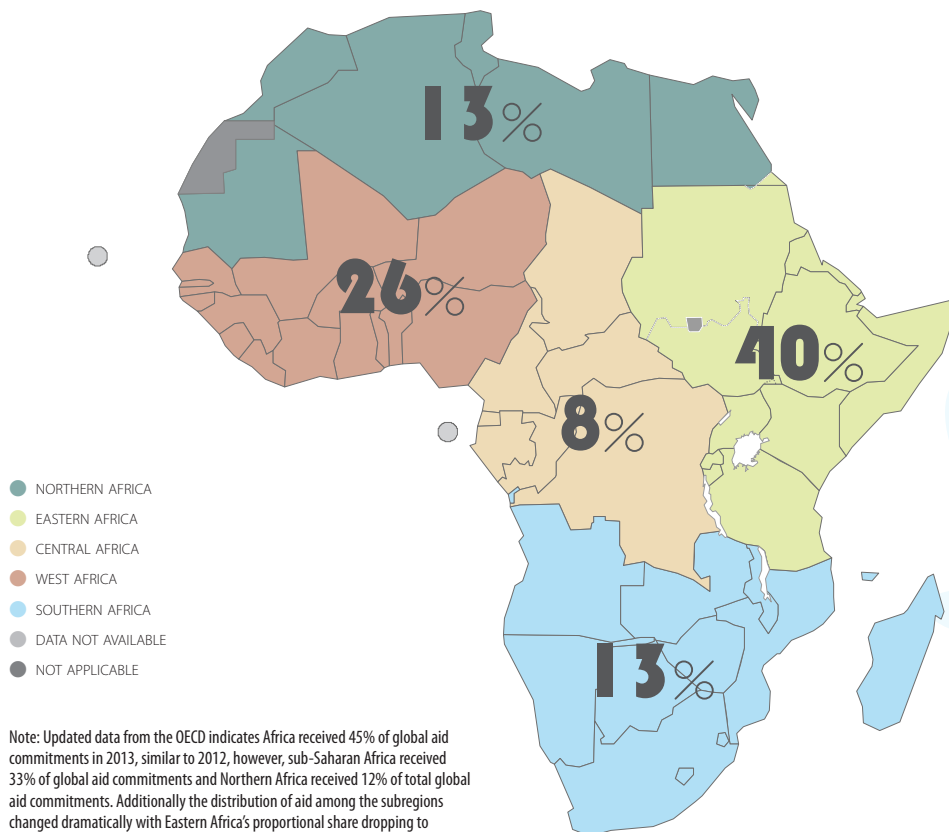 13%
26%
40%
8%
NORTHERN AFRICA
EASTERN AFRICA
CENTRAL AFRICA
WEST AFRICA
SOUTHERN AFRICA
DATA NOT AVAILABLE
NOT APPLICABLE
13%
Note: Updated data from the OECD indicates Africa received 45% of global aid
commitments in 2013, similar to 2012, however, sub-Saharan Africa received
33% of global aid commitments and Northern Africa received 12% of total global
aid commitments. Additionally the distribution of aid among the subregions
changed dramatically with Eastern Africa's proportional share dropping to